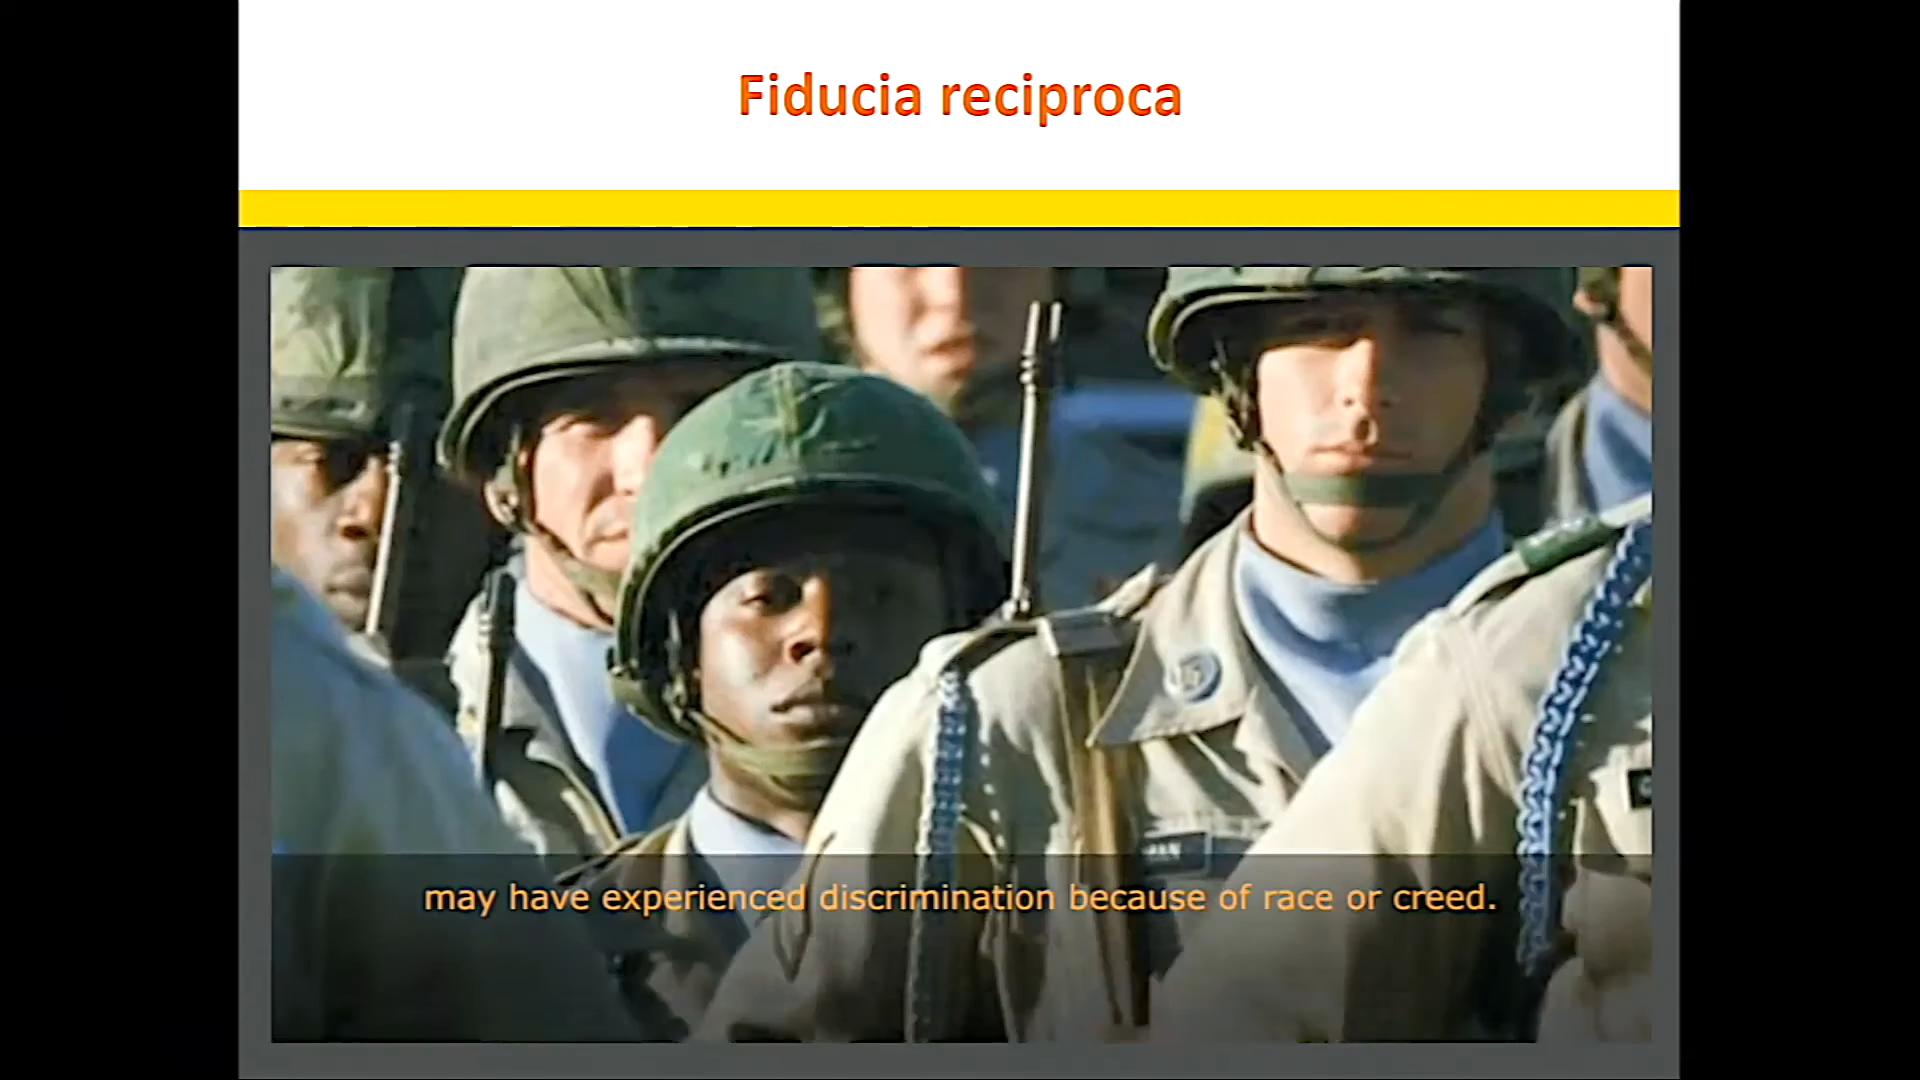 Fiducia reciproca
may have experienced discrimination because of race or creed.